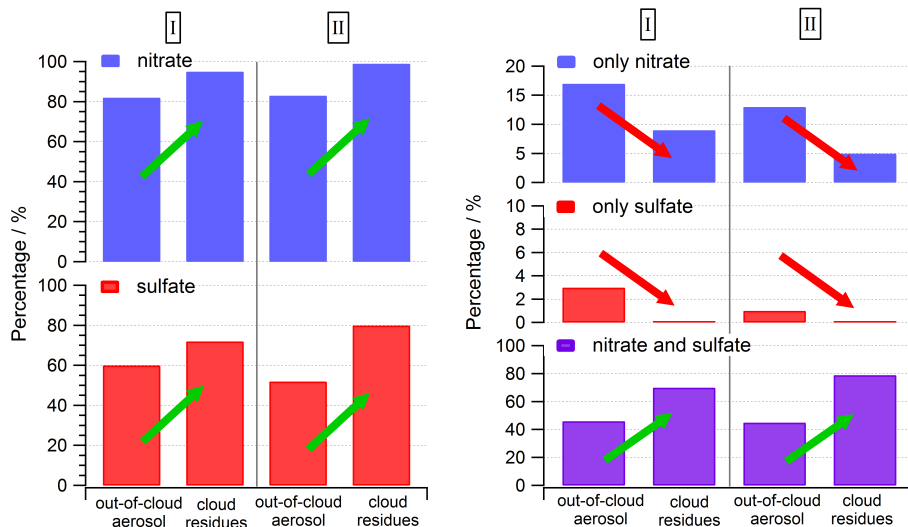 I
II
Percentage / %
nitrate
100
80
60
40
20
0
sulfate
100
80
60
40
20
0
out-of-cloud
aerosol
cloud
residues
out-of-cloud
aerosol
cloud
residues
I
II
Percentage / %
only nitrate
20
15
10
5
0
only sulfate
10
8
6
4
2
0
nitrate and sulfate
100
80
60
40
20
0
out-of-cloud
aerosol
cloud
residues
out-of-cloud
aerosol
cloud
residues